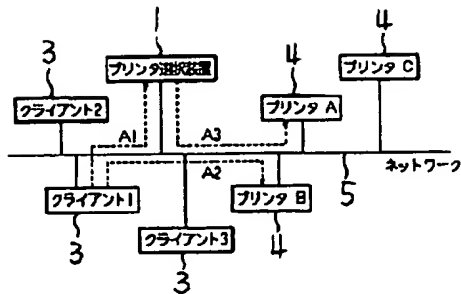 1
プリンタ選択装置
3
クライアント2
4
プリンタ A
4
プリンタ C
A1
A3
A2
ネットワーク
5
クライアント1
3
プリンタ B
4
クライアント3
3